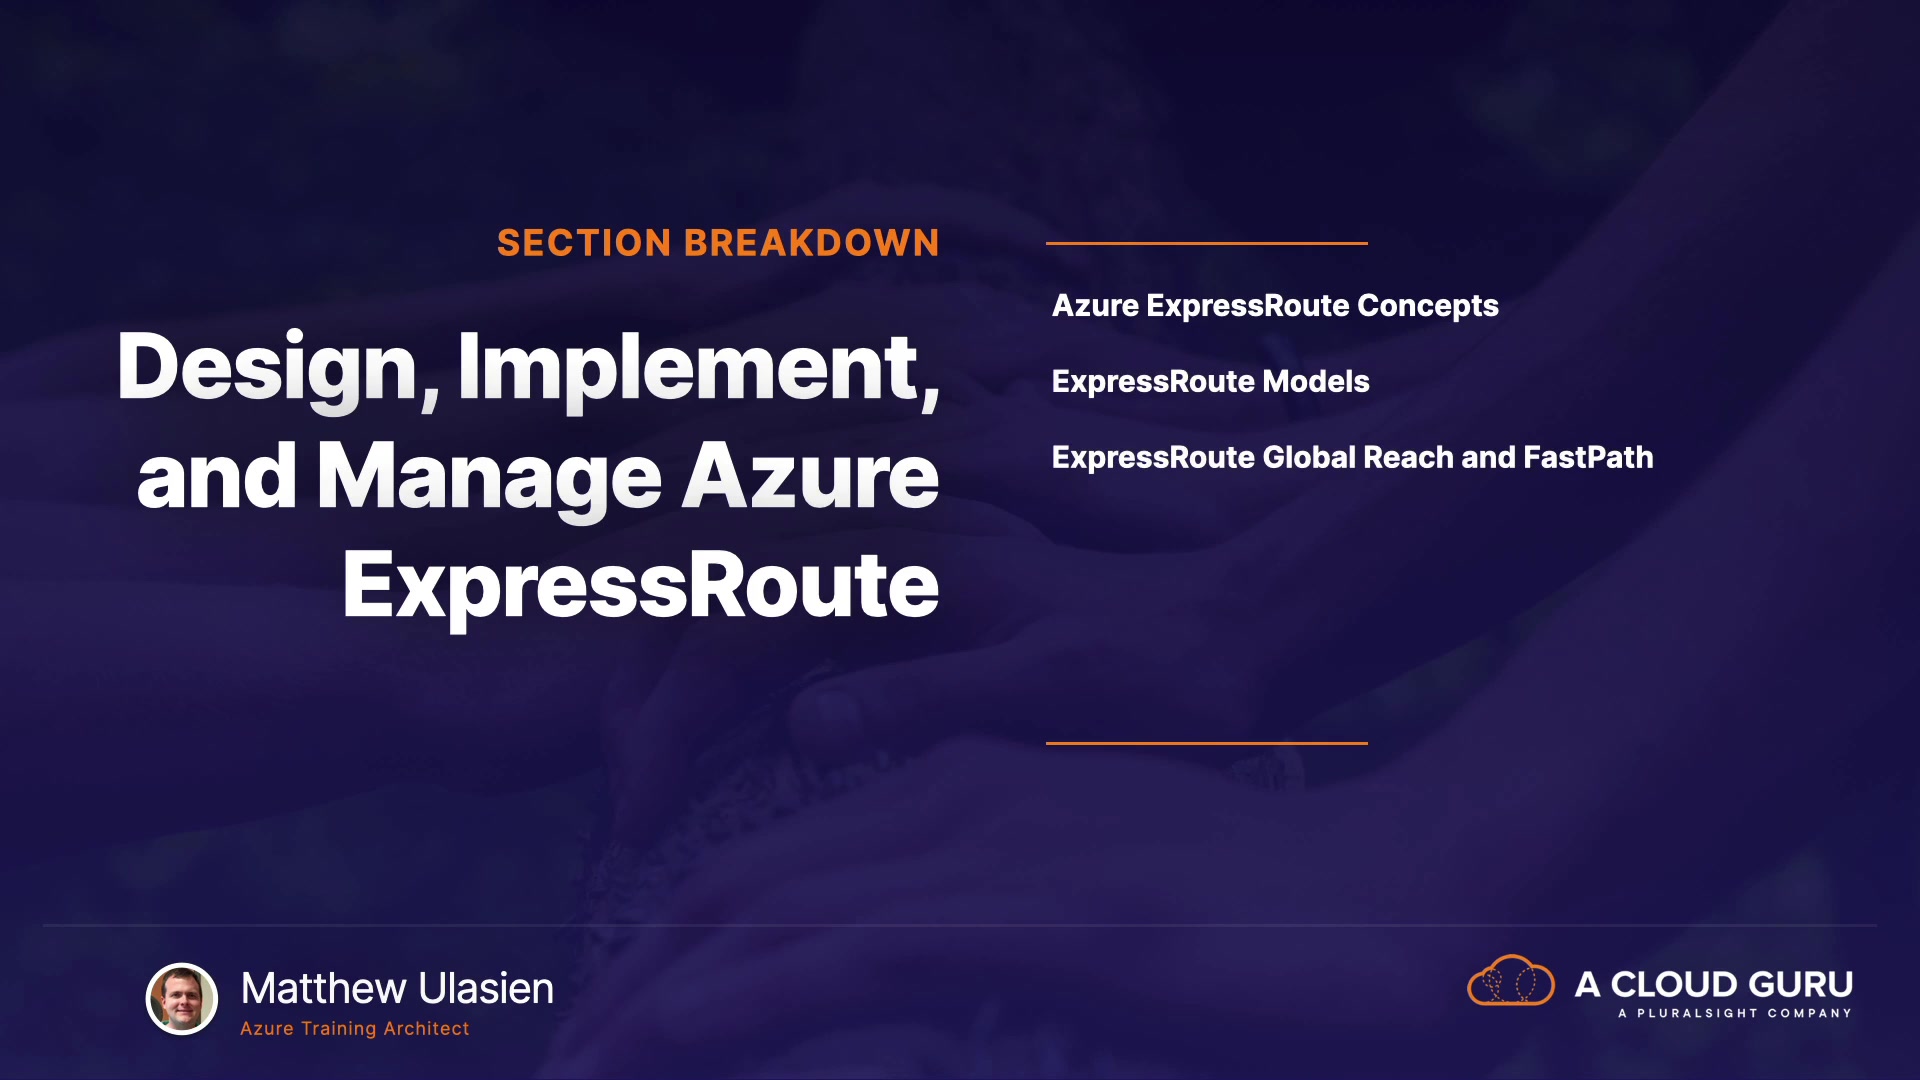 SECTION BREAKDOWN
Design, Implement,
and Manage Azure
ExpressRoute
Azure ExpressRoute Concepts
ExpressRoute Models
ExpressRoute Global Reach and FastPath
Matthew Ulasien
Azure Training Architect
A CLOUD GURU
A PLURALSIGHT COMPANY